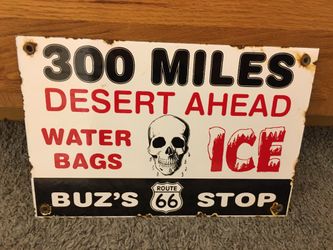 300 MILES
DESERT AHEAD
WATER BAGS
ICE
BUZ'S ROUTE 66 STOP